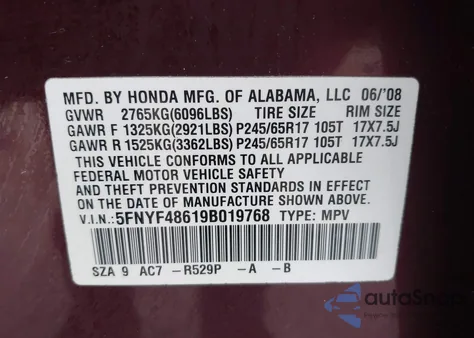 MFD. BY HONDA MFG. OF ALABAMA, LLC 06/'08
GVWR 2765KG(6096LBS) TIRE SIZE RIM SIZE
GAWR F 1325KG(2921LBS) P245/65R17 105T 17X7.5J
GAWR R 1525KG(3362LBS) P245/65R17 105T 17X7.5J
THIS VEHICLE CONFORMS TO ALL APPLICABLE
FEDERAL MOTOR VEHICLE SAFETY
AND THEFT PREVENTION STANDARDS IN EFFECT
ON THE DATE OF MANUFACTURE SHOWN ABOVE.
V.I.N.: 5FNYF48619B019768 TYPE: MPV
SZA 9 AC7 -R529P -A -B